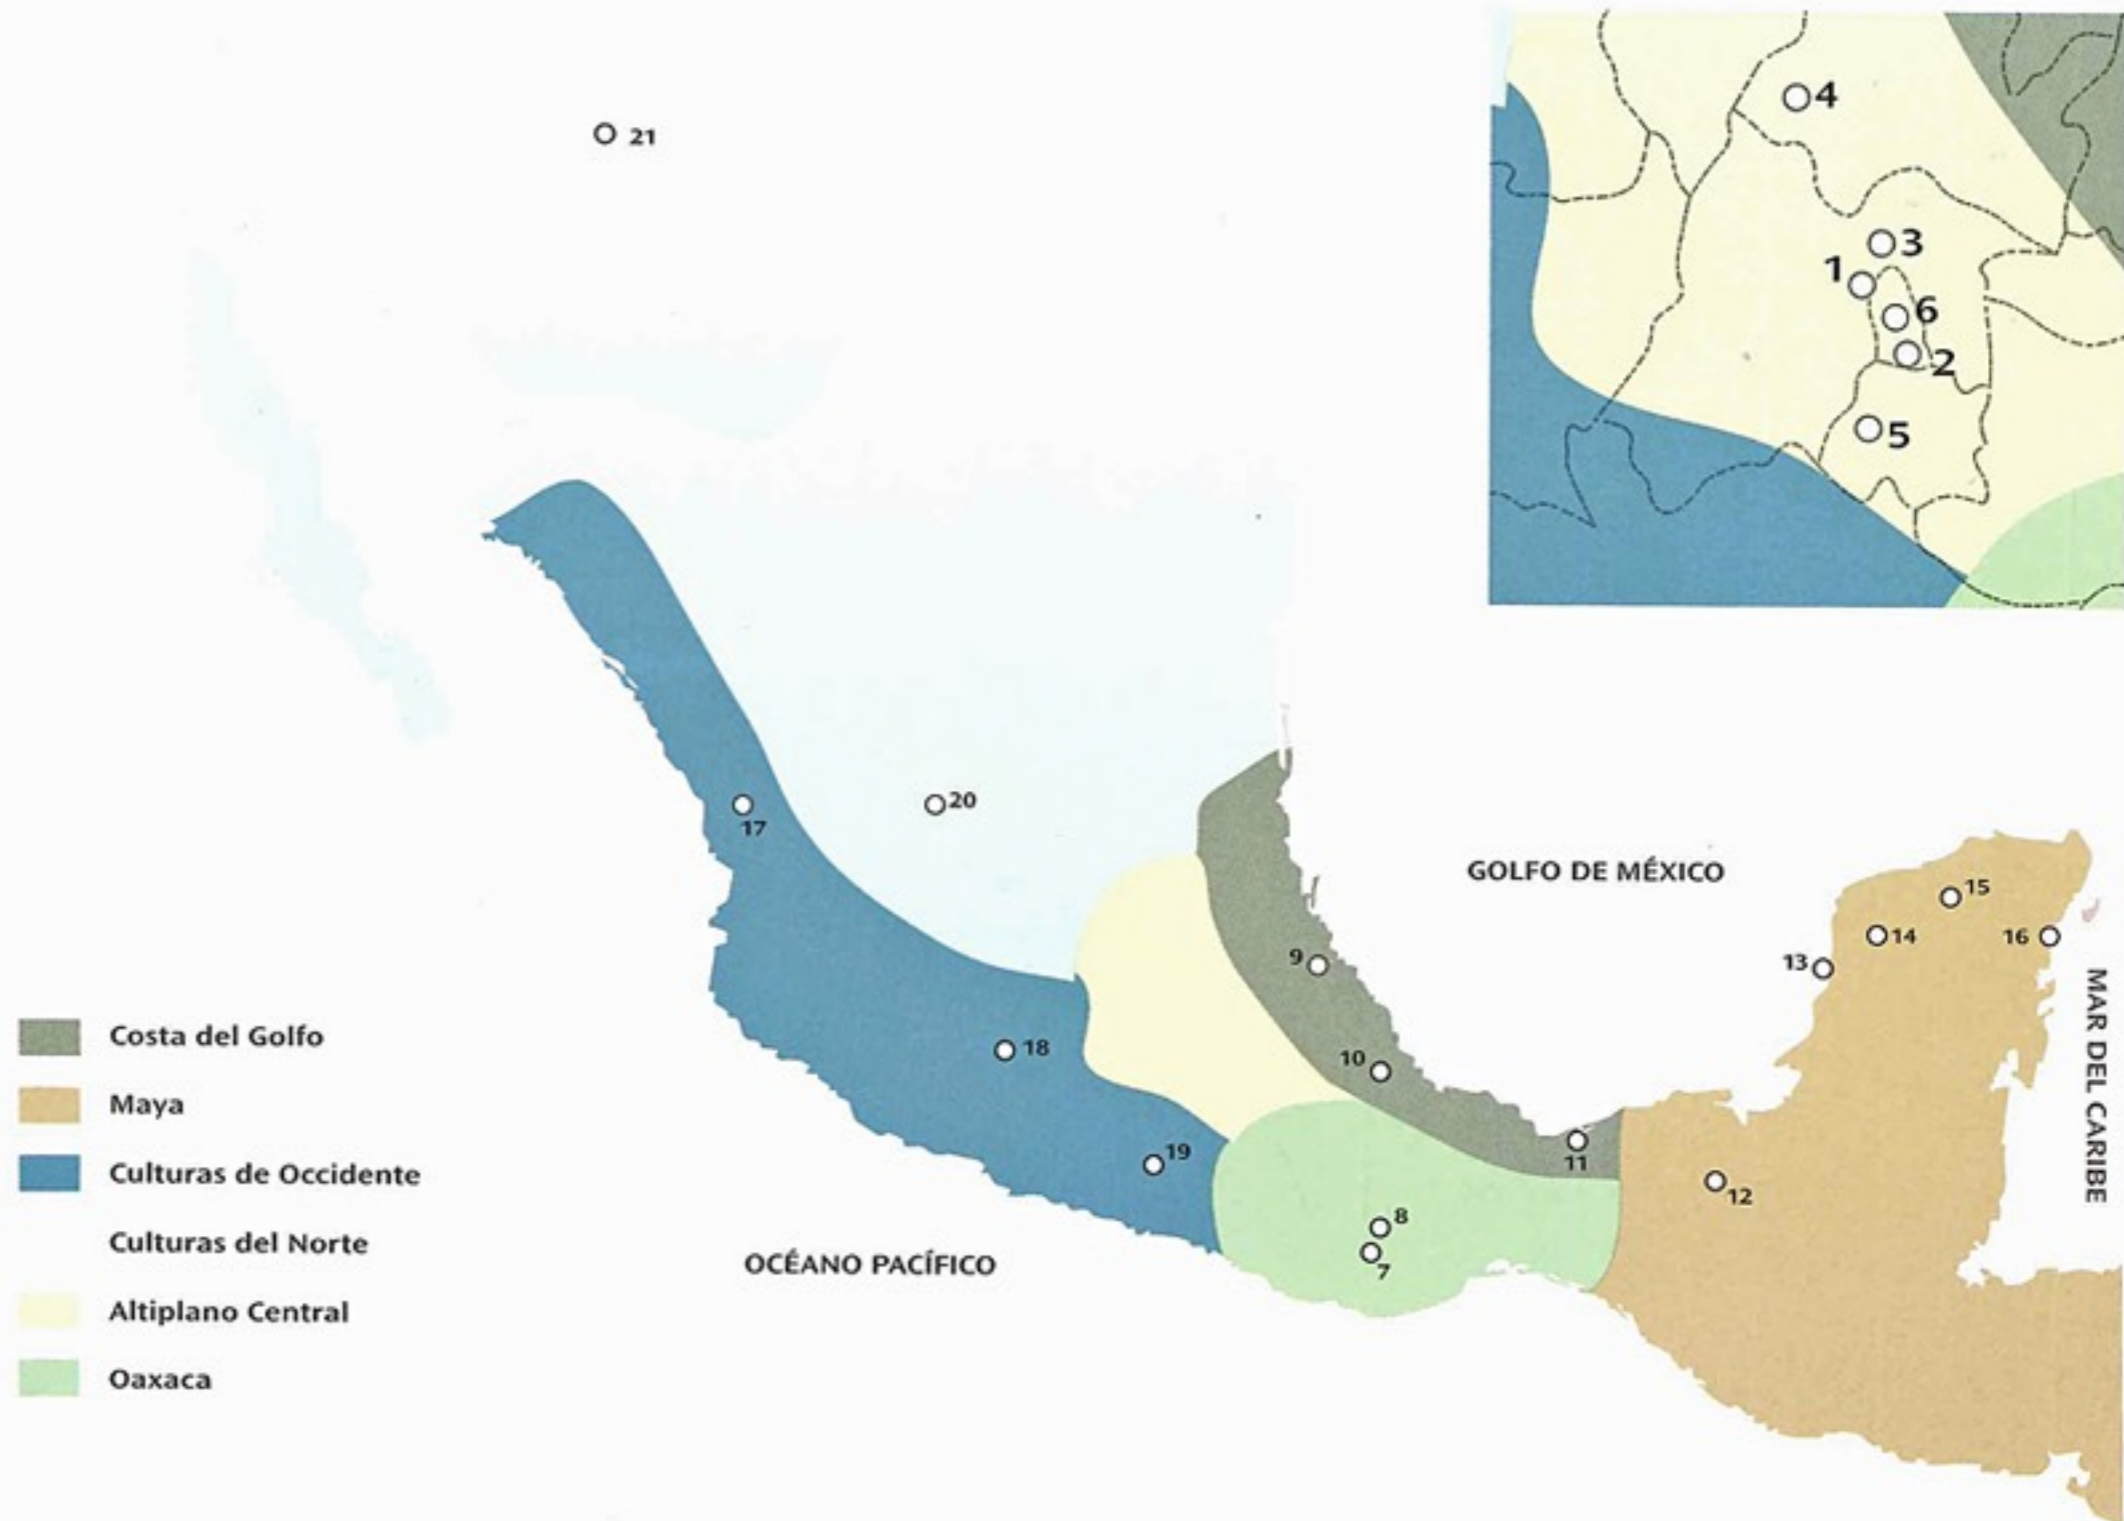 21
4
3
1
6
2
5
20
17
GOLFO DE MÉXICO
15
14
16
13
9
MAR DEL CARIBE
18
10
11
19
12
8
7
OCÉANO PACÍFICO
Costa del Golfo
Maya
Culturas de Occidente
Culturas del Norte
Altiplano Central
Oaxaca